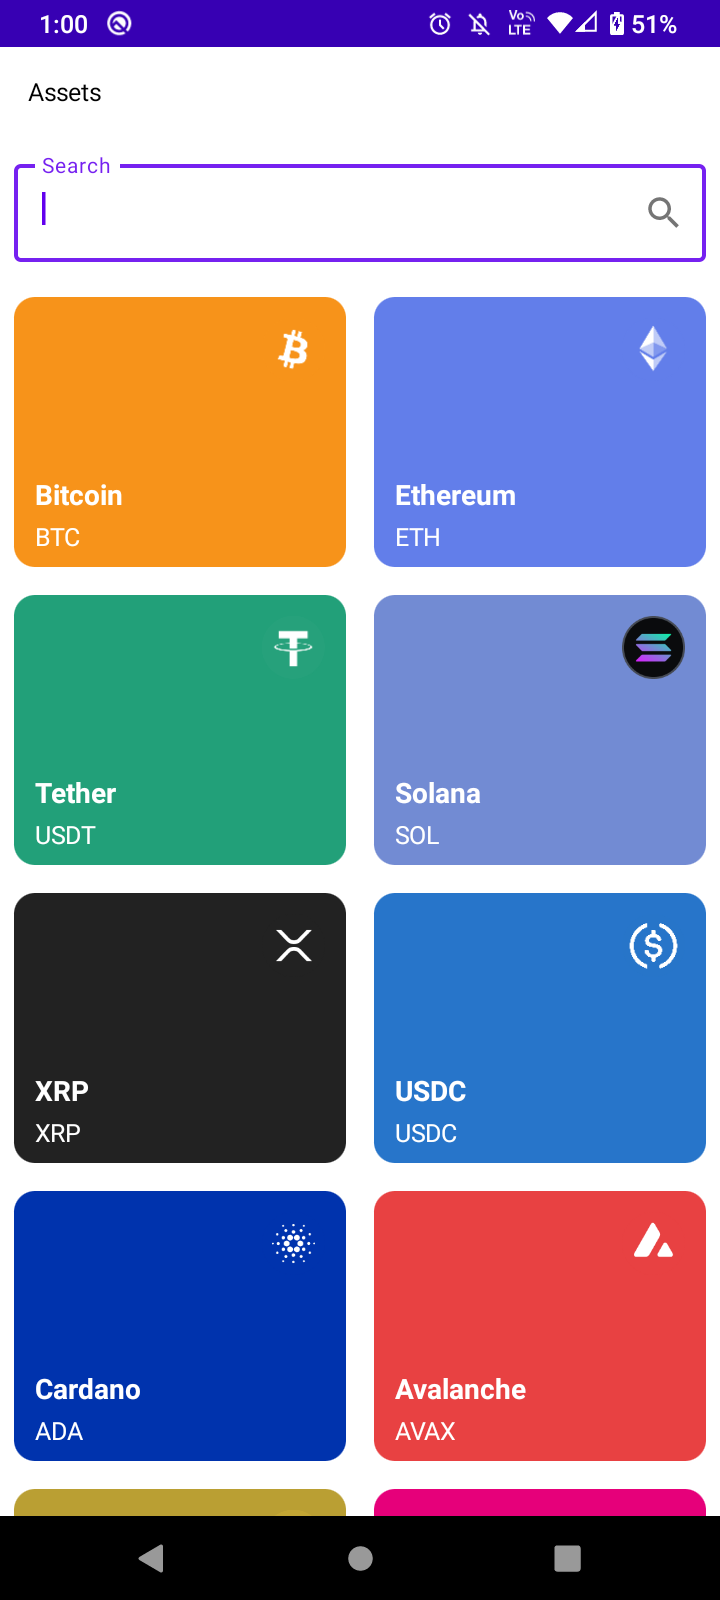 1:00 Vo LTE 51%
Assets
Search
Bitcoin
BTC
Ethereum
ETH
Tether
USDT
Solana
SOL
XRP
XRP
USDC
USDC
Cardano
ADA
Avalanche
AVAX